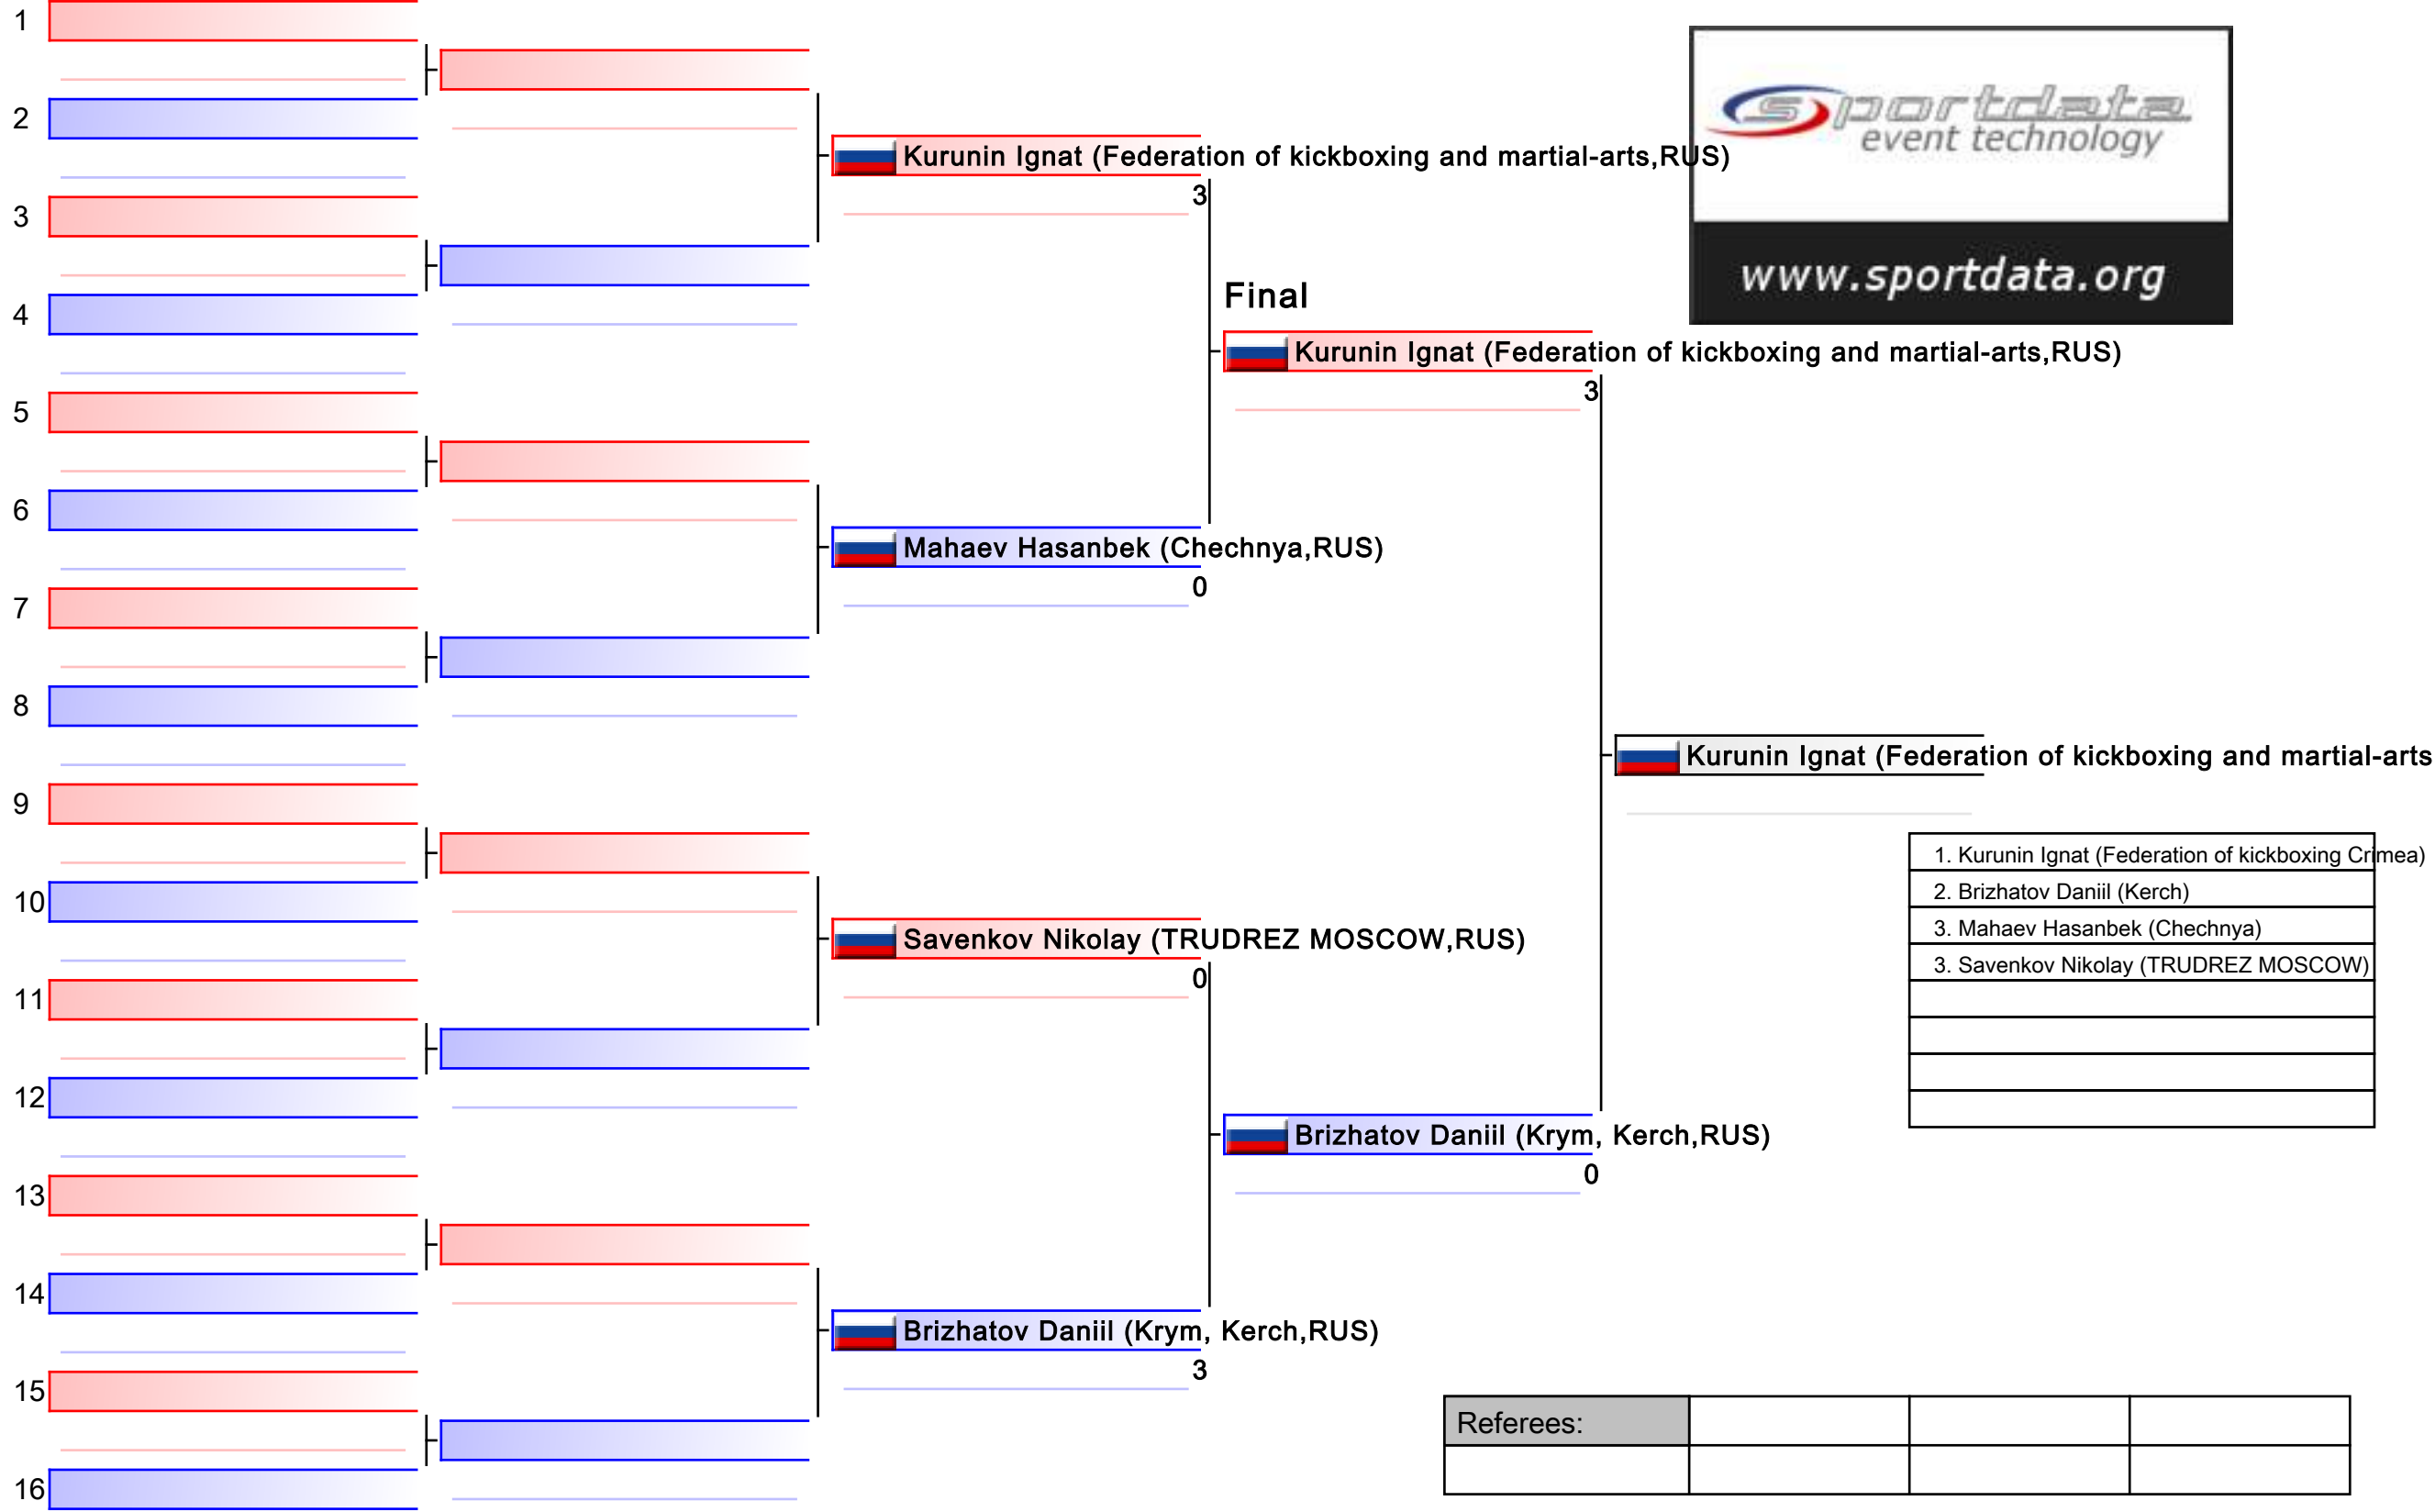 1
2
3
4
5
6
7
8
9
10
11
12
13
14
15
16
Kurunin Ignat (Federation of kickboxing and martial-arts,RUS)
3
Mahaev Hasanbek (Chechnya,RUS)
0
Savenkov Nikolay (TRUDREZ MOSCOW,RUS)
0
Brizhatov Daniil (Krym, Kerch,RUS)
3
Final
Kurunin Ignat (Federation of kickboxing and martial-arts,RUS)
3
Brizhatov Daniil (Krym, Kerch,RUS)
0
sportdata
event technology
www.sportdata.org
Kurunin Ignat (Federation of kickboxing and martial-arts
1. Kurunin Ignat (Federation of kickboxing Crimea)
2. Brizhatov Daniil (Kerch)
3. Mahaev Hasanbek (Chechnya)
3. Savenkov Nikolay (TRUDREZ MOSCOW)
Referees: